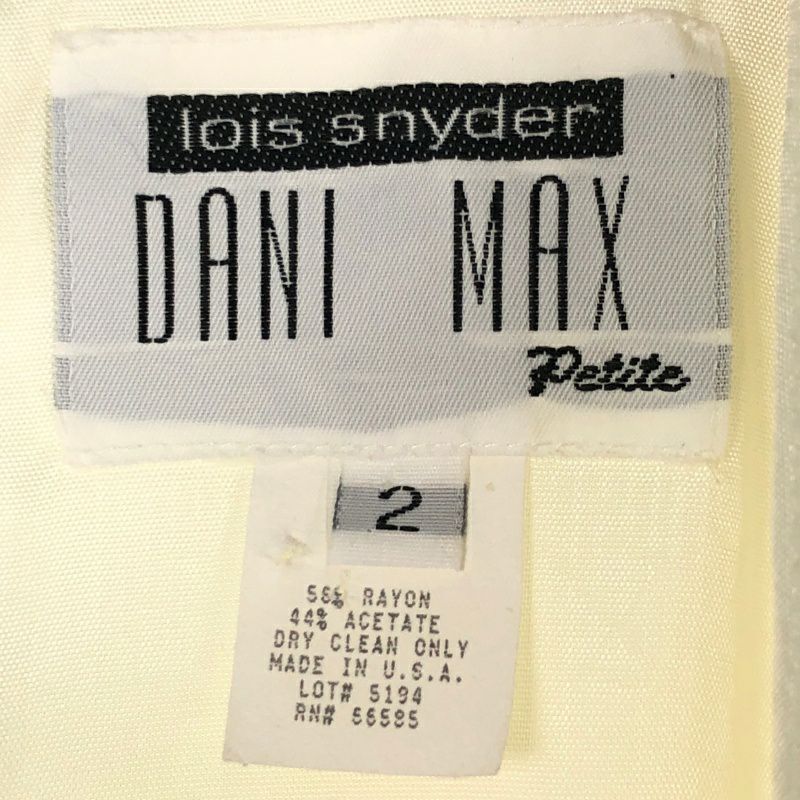 lois snyder
DANI MAX
Petite
2
56% RAYON
44% ACETATE
DRY CLEAN ONLY
MADE IN U.S.A.
LOT# 5194
RN# 56585